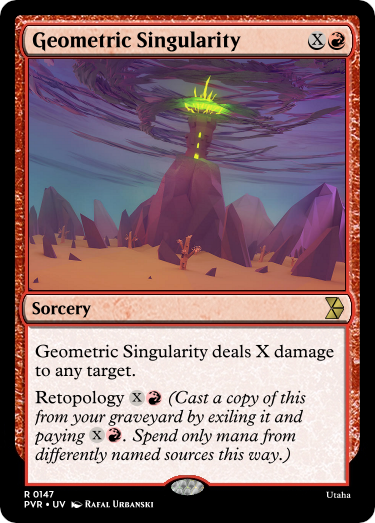 Geometric Singularity X R
Sorcery
Geometric Singularity deals X damage
to any target.
Retopology X R (Cast a copy of this
from your graveyard by exiling it and
paying X R. Spend only mana from
differently named sources this way.)
R 0147
PVR • UV Rafal Urbanski
Utaha